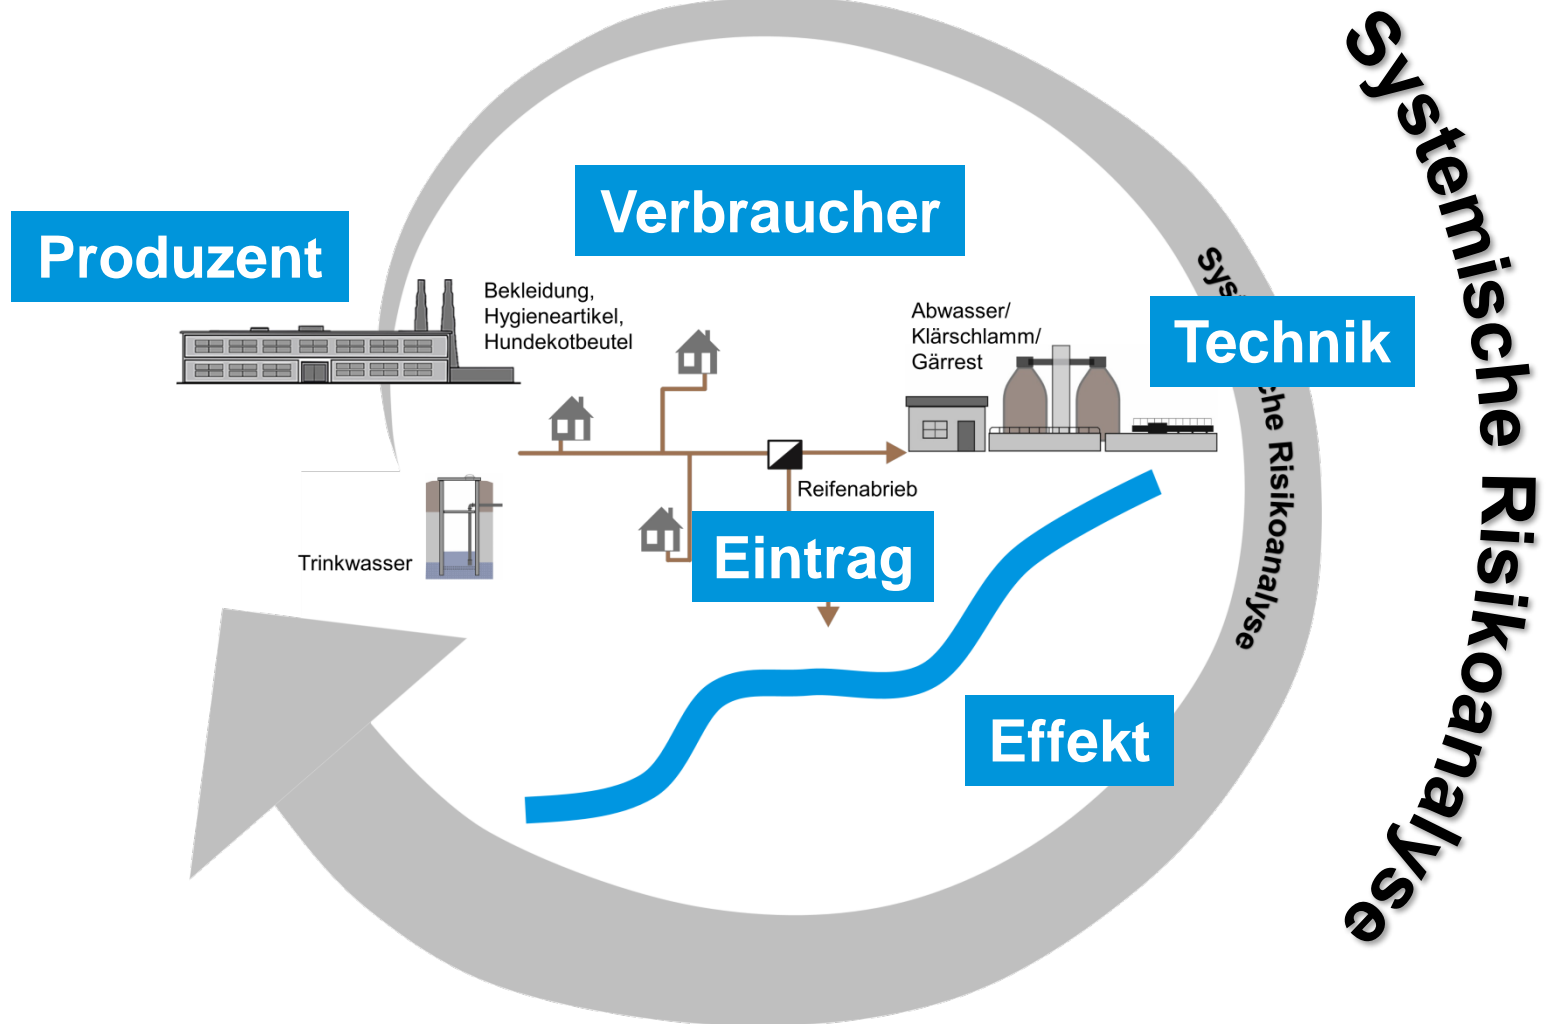 Systemische Risikoanalyse
Verbraucher
Produzent
Bekleidung,
Hygieneartikel,
Hundekotbeutel
Abwasser/
Klärschlamm/
Gärrest
Technik
Reifenabrieb
Eintrag
Trinkwasser
Effekt